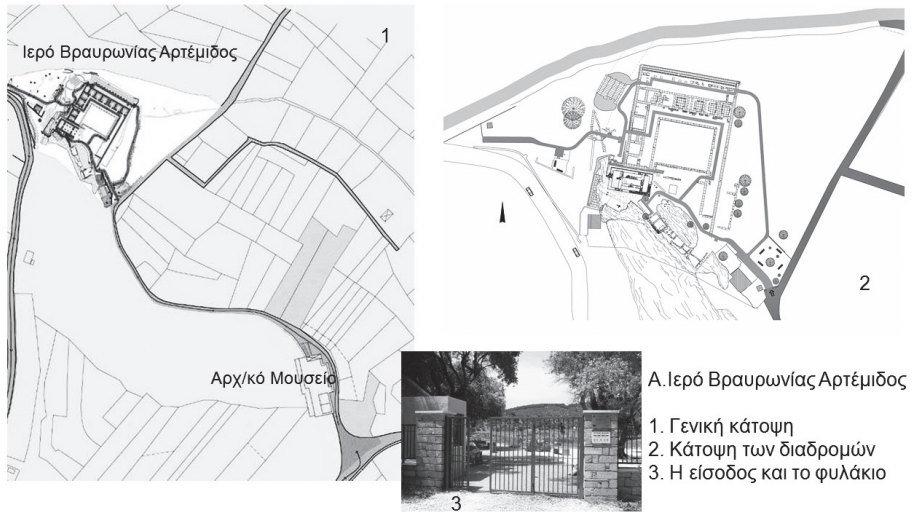 Ιερό Βραυρωνίας Αρτέμιδος
1
Αρχ/κό Μουσείο
2
3
Α. Ιερό Βραυρωνίας Αρτέμιδος
1. Γενική κάτοψη
2. Κάτοψη των διαδρομών
3. Η είσοδος και το φυλάκιο